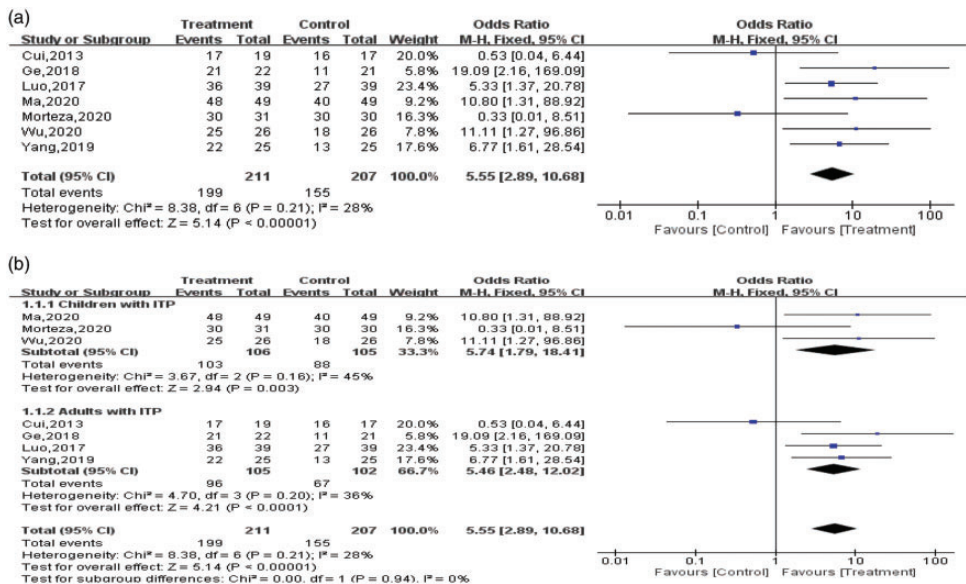 (a)
Treatment Control Odds Ratio Odds Ratio
Study or Subgroup Events Total Events Total Weight M-H, Fixed, 95% CI M-H, Fixed, 95% CI
Cui,2013 17 19 16 17 20.0% 0.53 [0.04, 6.44]
Ge,2018 21 22 11 21 5.8% 19.09 [2.16, 169.09]
Luo,2017 36 39 27 39 23.4% 5.33 [1.37, 20.78]
Ma,2020 48 49 40 49 9.2% 10.80 [1.31, 88.92]
Morteza,2020 30 31 30 30 16.3% 0.33 [0.01, 8.51]
Wu,2020 25 26 18 26 7.8% 11.11 [1.27, 96.86]
Yang,2019 22 25 13 25 17.6% 6.77 [1.61, 28.54]
Total (95% CI) 211 207 100.0% 5.55 [2.89, 10.68]
Total events 199 155
Heterogeneity: Chi² = 8.38, df = 6 (P = 0.21); I² = 28%
Test for overall effect: Z = 5.14 (P < 0.00001)
0.01 0.1 1 10 100
Favours [Control] Favours [Treatment]
(b)
Treatment Control Odds Ratio Odds Ratio
Study or Subgroup Events Total Events Total Weight M-H, Fixed, 95% CI M-H, Fixed, 95% CI
1.1.1 Children with ITP
Ma,2020 48 49 40 49 9.2% 10.80 [1.31, 88.92]
Morteza,2020 30 31 30 30 16.3% 0.33 [0.01, 8.51]
Wu,2020 25 26 18 26 7.8% 11.11 [1.27, 96.86]
Subtotal (95% CI) 106 105 33.3% 5.74 [1.79, 18.41]
Total events 103 88
Heterogeneity: Chi² = 3.67, df = 2 (P = 0.16); I² = 45%
Test for overall effect: Z = 2.94 (P = 0.003)
1.1.2 Adults with ITP
Cui,2013 17 19 16 17 20.0% 0.53 [0.04, 6.44]
Ge,2018 21 22 11 21 5.8% 19.09 [2.16, 169.09]
Luo,2017 36 39 27 39 23.4% 5.33 [1.37, 20.78]
Yang,2019 22 25 13 25 17.6% 6.77 [1.61, 28.54]
Subtotal (95% CI) 105 102 66.7% 5.46 [2.48, 12.02]
Total events 96 67
Heterogeneity: Chi² = 4.70, df = 3 (P = 0.20); I² = 36%
Test for overall effect: Z = 4.21 (P < 0.0001)
Total (95% CI) 211 207 100.0% 5.55 [2.89, 10.68]
Total events 199 155
Heterogeneity: Chi² = 8.38, df = 6 (P = 0.21); I² = 28%
Test for overall effect: Z = 5.14 (P < 0.00001)
Test for subgroup differences: Chi² = 0.00, df = 1 (P = 0.94), I² = 0%
0.01 0.1 1 10 100
Favours [Control] Favours [Treatment]